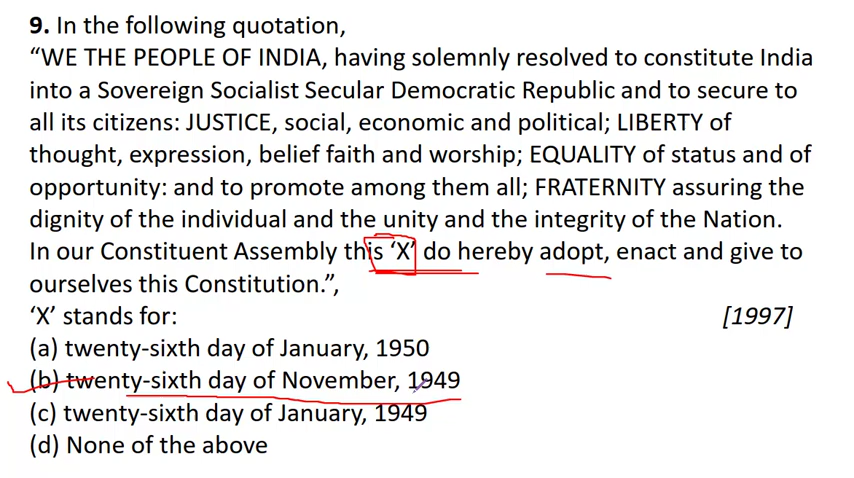 9. In the following quotation,
“WE THE PEOPLE OF INDIA, having solemnly resolved to constitute India
into a Sovereign Socialist Secular Democratic Republic and to secure to
all its citizens: JUSTICE, social, economic and political; LIBERTY of
thought, expression, belief faith and worship; EQUALITY of status and of
opportunity: and to promote among them all; FRATERNITY assuring the
dignity of the individual and the unity and the integrity of the Nation.
In our Constituent Assembly this ‘X’ do hereby adopt, enact and give to
ourselves this Constitution.”,
‘X’ stands for: [1997]
(a) twenty-sixth day of January, 1950
(b) twenty-sixth day of November, 1949
(c) twenty-sixth day of January, 1949
(d) None of the above